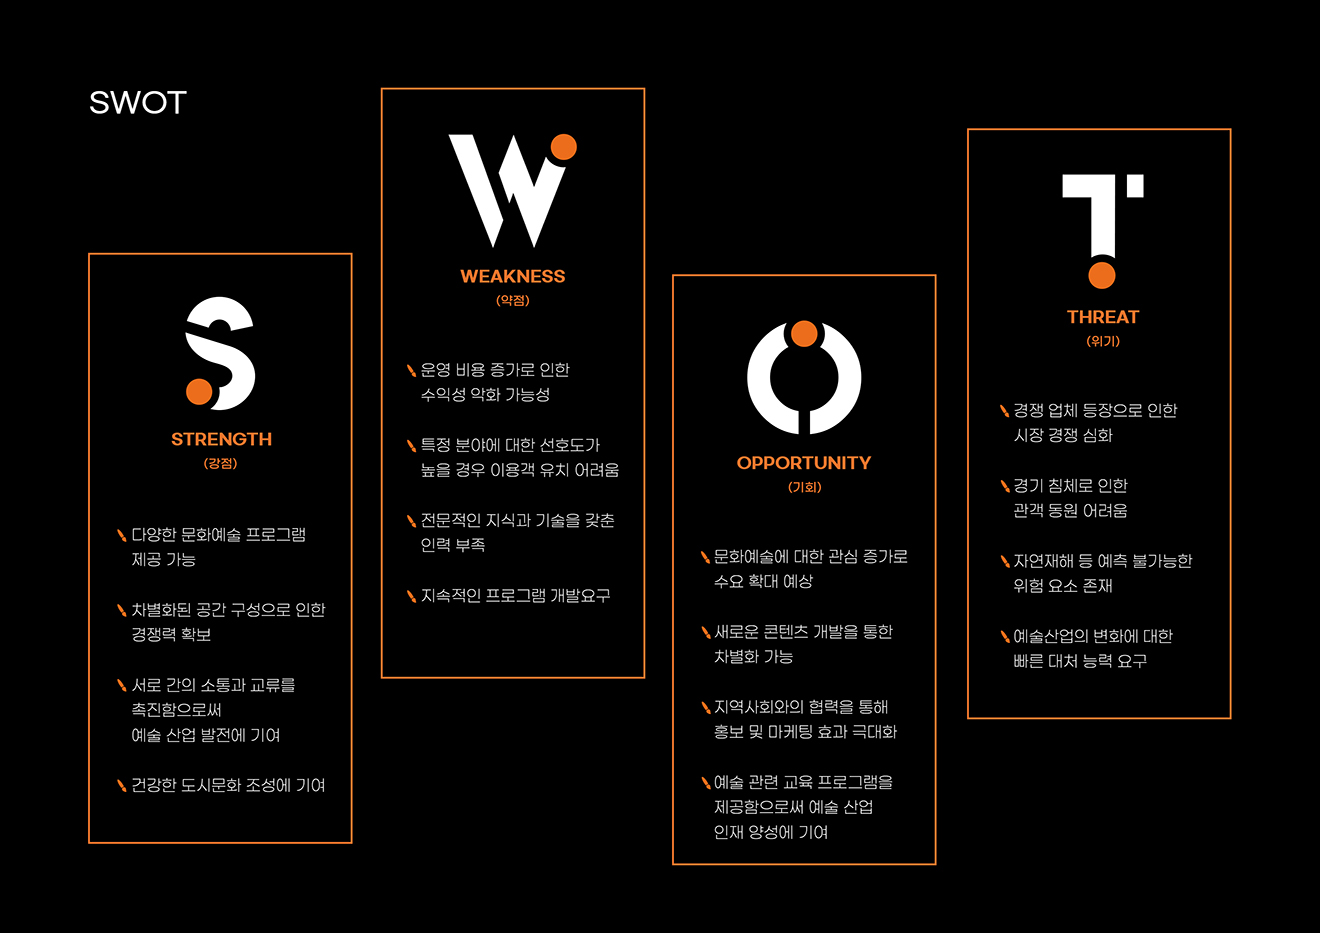 SWOT
S
STRENGTH
(강점)
다양한 문화예술 프로그램
제공 가능
차별화된 공간 구성으로 인한
경쟁력 확보
서로 간의 소통과 교류를
촉진함으로써
예술 산업 발전에 기여
건강한 도시문화 조성에 기여
W
WEAKNESS
(약점)
운영 비용 증가로 인한
수익성 악화 가능성
특정 분야에 대한 선호도가
높을 경우 이용객 유치 어려움
전문적인 지식과 기술을 갖춘
인력 부족
지속적인 프로그램 개발요구
O
OPPORTUNITY
(기회)
문화예술에 대한 관심 증가로
수요 확대 예상
새로운 콘텐츠 개발을 통한
차별화 가능
지역사회와의 협력을 통해
홍보 및 마케팅 효과 극대화
예술 관련 교육 프로그램을
제공함으로써 예술 산업
인재 양성에 기여
T
THREAT
(위기)
경쟁 업체 등장으로 인한
시장 경쟁 심화
경기 침체로 인한
관객 동원 어려움
자연재해 등 예측 불가능한
위험 요소 존재
예술산업의 변화에 대한
빠른 대처 능력 요구